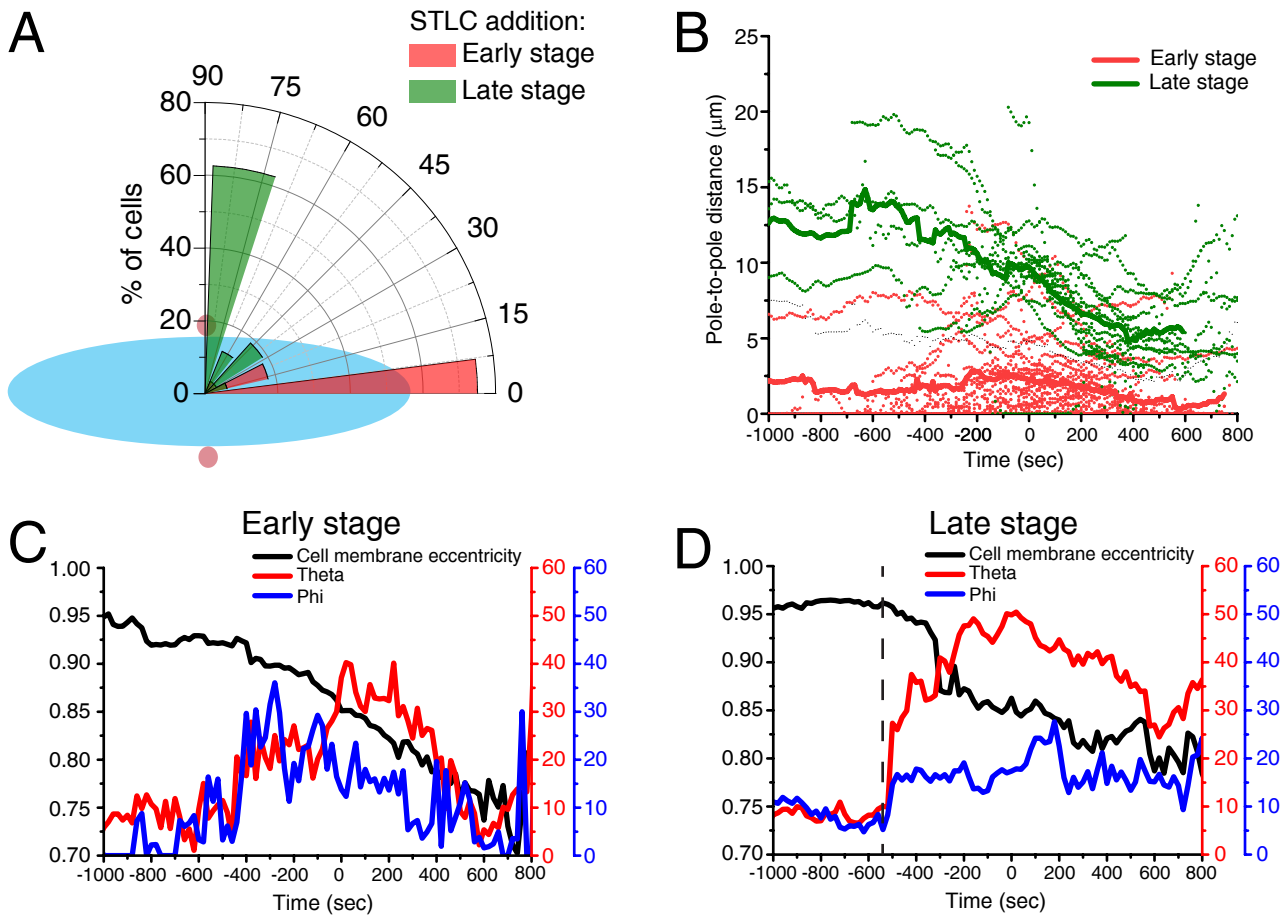 A
STLC addition:
Early stage
Late stage
90
75
60
45
30
15
0
80
60
40
20
0
% of cells
B
Early stage
Late stage
25
20
15
10
5
0
Pole-to-pole distance (μm)
-1000 -800 -600 -400 -200 0 200 400 600 800
Time (sec)
C
Early stage
Cell membrane eccentricity
Theta
Phi
1.00
0.95
0.90
0.85
0.80
0.75
0.70
60 60
50 50
40 40
30 30
20 20
10 10
0 0
-1000 -800 -600 -400 -200 0 200 400 600 800
Time (sec)
D
Late stage
Cell membrane eccentricity
Theta
Phi
1.00
0.95
0.90
0.85
0.80
0.75
0.70
60 60
50 50
40 40
30 30
20 20
10 10
0 0
-1000 -800 -600 -400 -200 0 200 400 600 800
Time (sec)